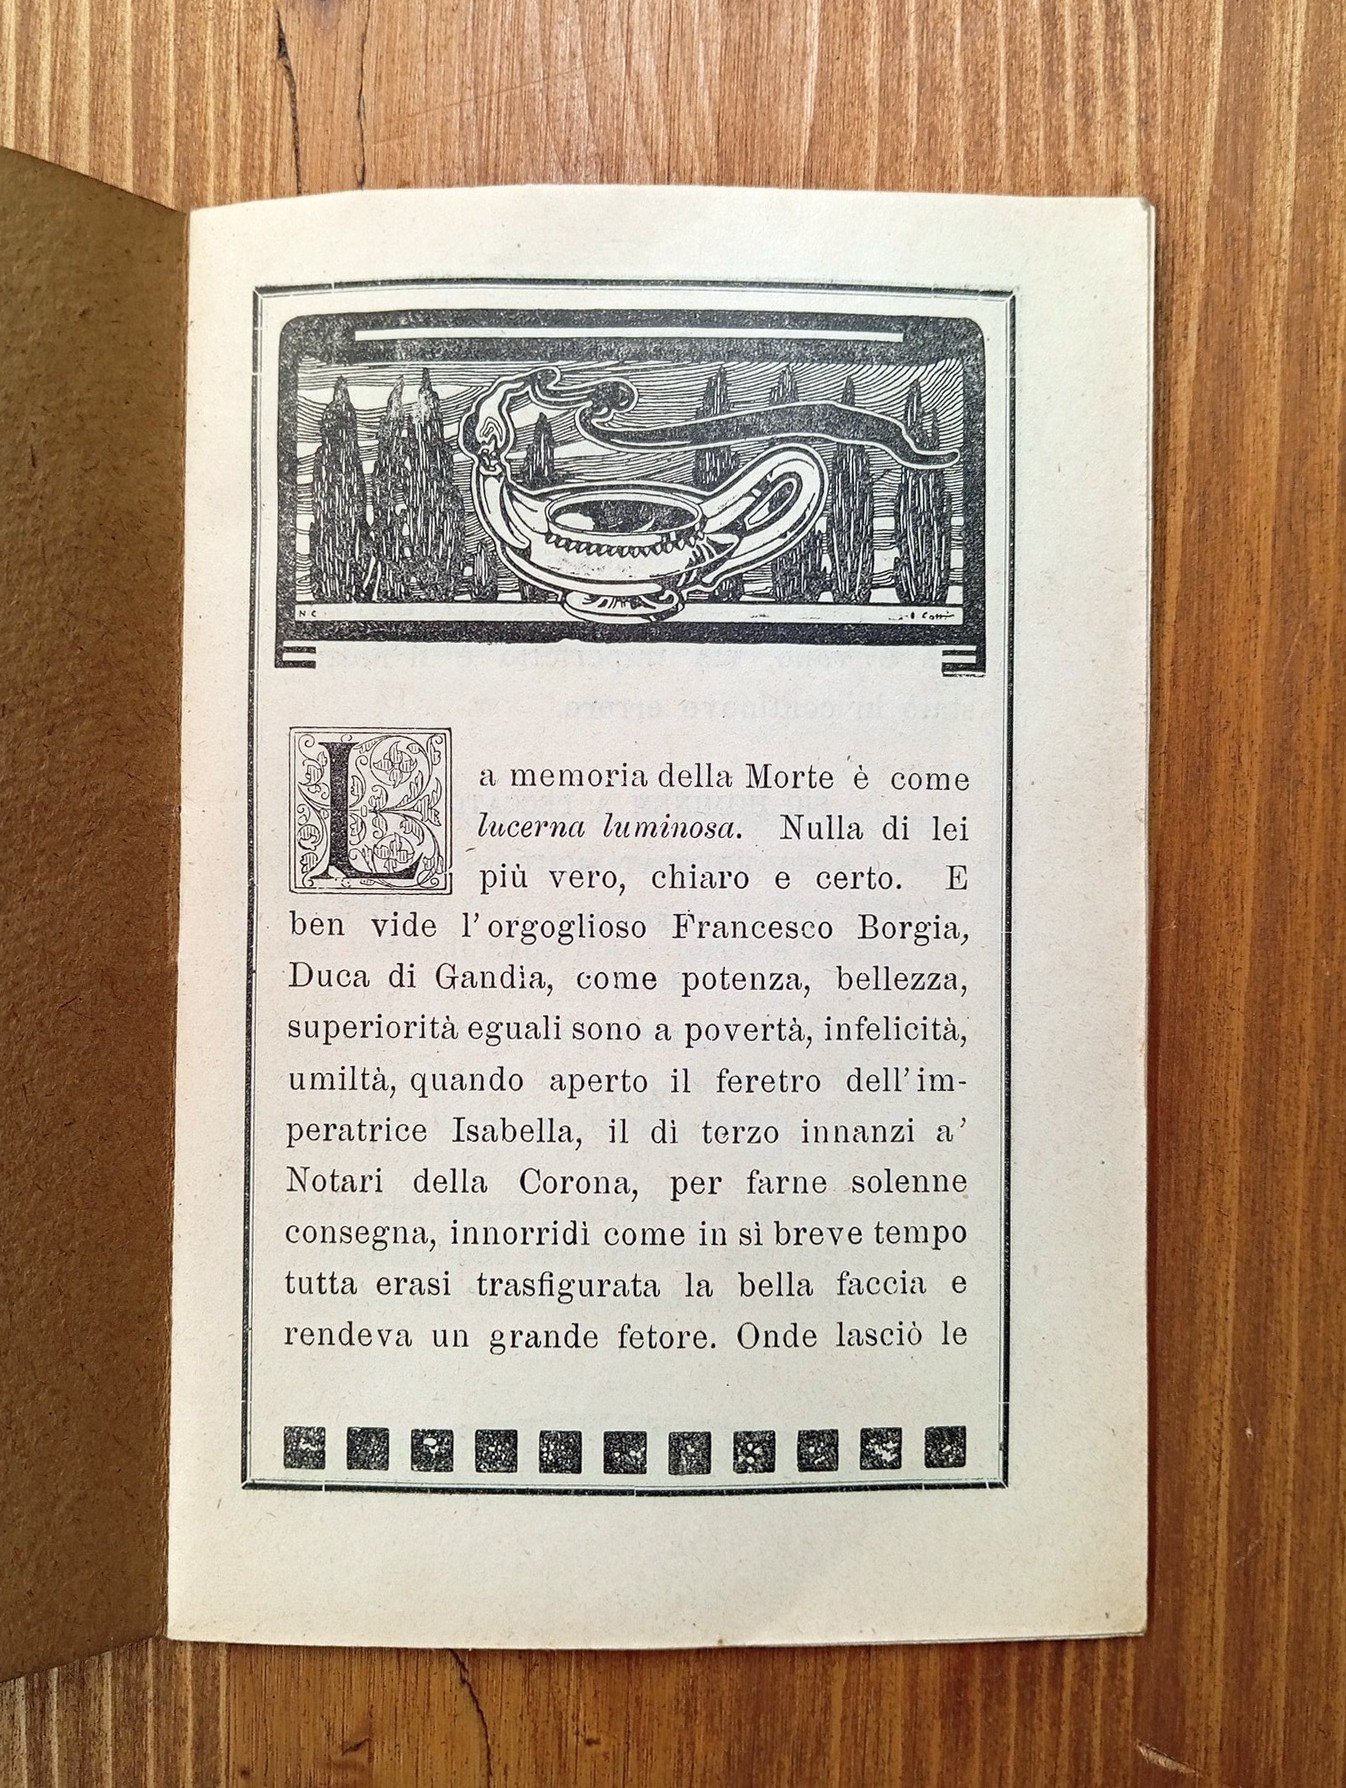 N C
La memoria della Morte è come
lucerna luminosa. Nulla di lei
più vero, chiaro e certo. E
ben vide l'orgoglioso Francesco Borgia,
Duca di Gandìa, come potenza, bellezza,
superiorità eguali sono a povertà, infelicità,
umiltà, quando aperto il feretro dell'im-
peratrice Isabella, il dì terzo innanzi a'
Notari della Corona, per farne solenne
consegna, innorridì come in sì breve tempo
tutta erasi trasfigurata la bella faccia e
rendeva un grande fetore. Onde lasciò le